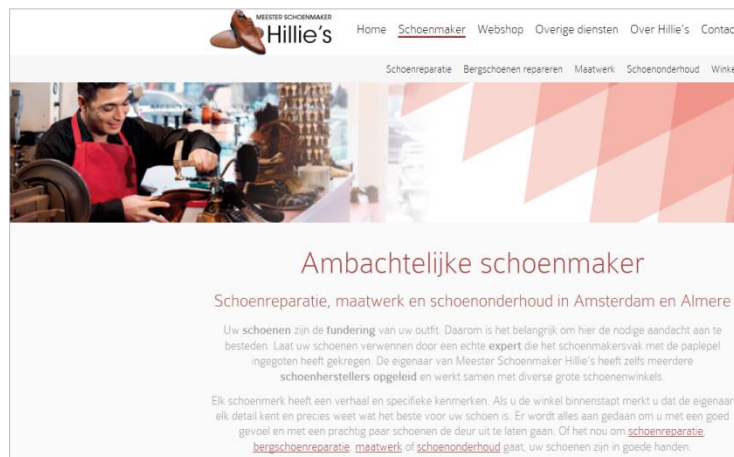 MEESTER SCHOENMAKER
Hillie's
Home Schoenmaker Webshop Overige diensten Over Hillie's Contac
Schoenreparatie Bergschoenen repareren Maatwerk Schoenonderhoud Winke
Ambachtelijke schoenmaker
Schoenreparatie, maatwerk en schoenonderhoud in Amsterdam en Almere
Uw schoenen zijn de fundering van uw outfit. Daarom is het belangrijk om hier de nodige aandacht aan te
besteden. Laat uw schoenen verwennen door een echte expert die het schoenmakersvak met de paplepel
ingegoten heeft gekregen. De eigenaar van Meester Schoenmaker Hillie's heeft zelfs meerdere
schoenherstellers opgeleid en werkt samen met diverse grote schoenenwinkels.
Elk schoenmerk heeft een verhaal en specifieke kenmerken. Als u de winkel binnenstapt merkt u dat de eigenaar
elk detail kent en precies weet wat het beste voor uw schoen is. Er wordt alles aan gedaan om u met een goed
gevoel en met een prachtig paar schoenen de deur uit te laten gaan. Of het nou om schoenreparatie,
bergschoenreparatie, maatwerk of schoenonderhoud gaat, uw schoenen zijn in goede handen.